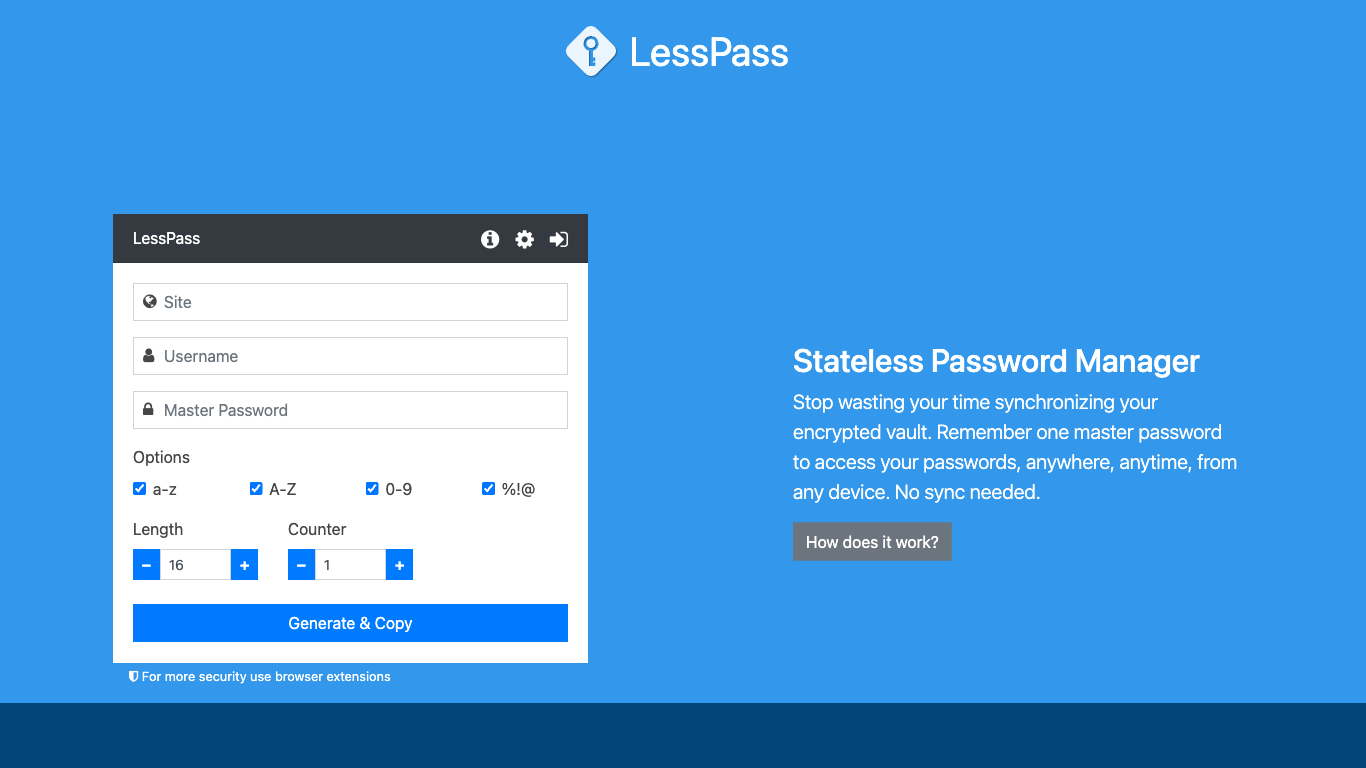 LessPass
LessPass
Site
Username
Master Password
Options
a-z A-Z 0-9 %!@
Length Counter
16 1
Generate & Copy
For more security use browser extensions
Stateless Password Manager
Stop wasting your time synchronizing your
encrypted vault. Remember one master password
to access your passwords, anywhere, anytime, from
any device. No sync needed.
How does it work?